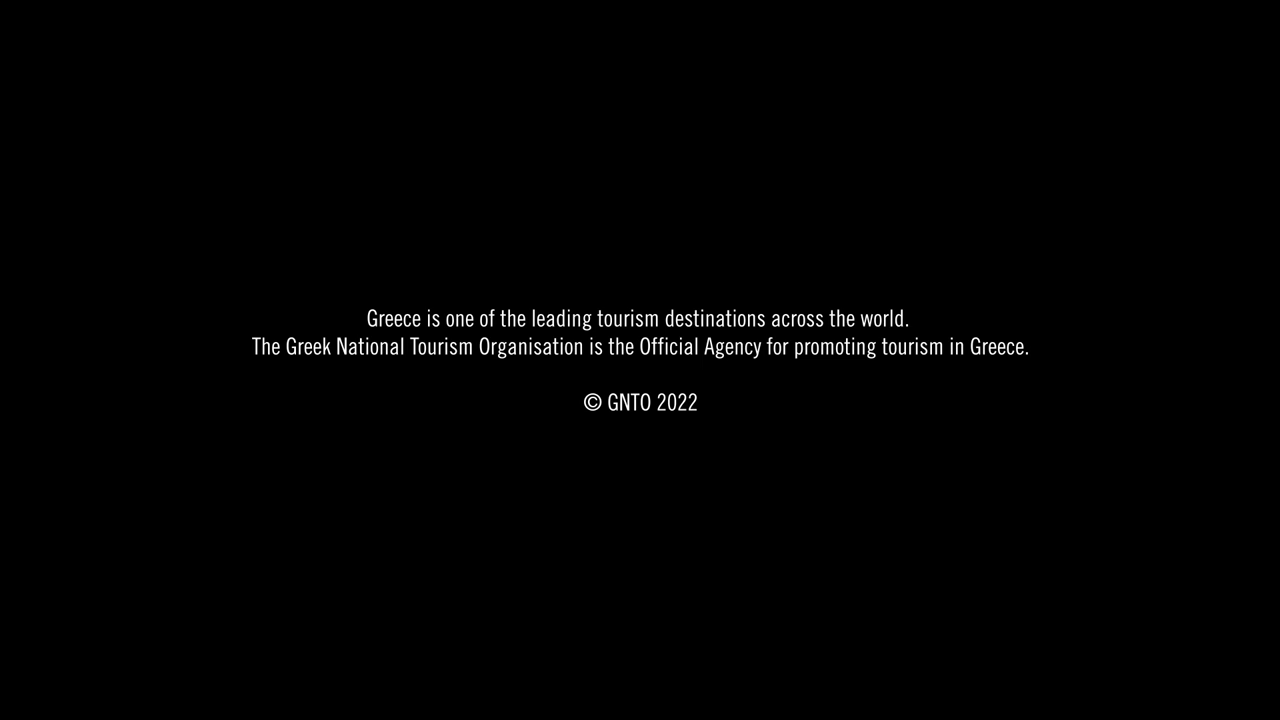 Greece is one of the leading tourism destinations across the world.
The Greek National Tourism Organisation is the Official Agency for promoting tourism in Greece.
© GNTO 2022